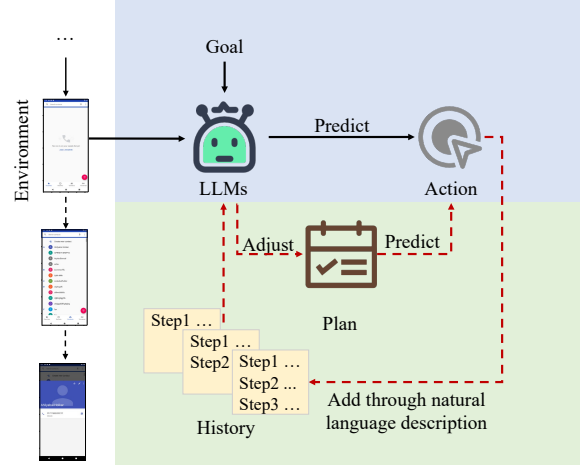 ...
Goal
Environment
Predict
LLMs
Action
Adjust
Predict
Plan
Step1 ...
Step1 ...
Step2
Step1 ...
Step2 ...
Step3 ...
History
Add through natural
language description